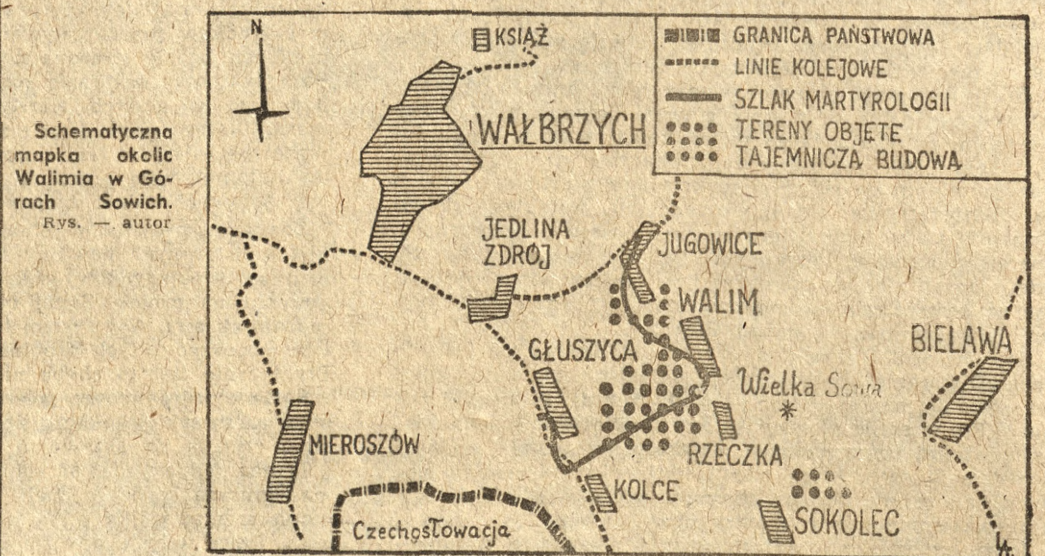 Schematyczna
mapka okolic
Walimia w Gó-
rach Sowich.
Rys. — autor
N
KSIĄŻ
WAŁBRZYCH
GRANICA PAŃSTWOWA
LINIE KOLEJOWE
SZLAK MARTYROLOGII
TERENY OBJĘTE
TAJEMNICZĄ BUDOWĄ
JEDLINA
ZDRÓJ
JUGOWICE
WALIM
GŁUSZYCA
BIELAWA
Wielka Sowa
MIEROSZÓW
RZECZKA
KOLCE
Czechosłowacja
SOKOLEC